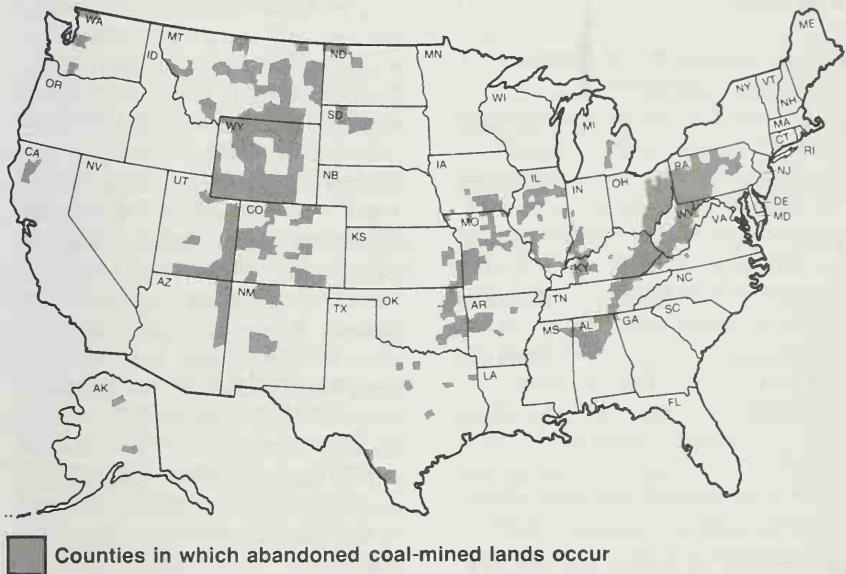 WA
MT
ND
MN
ME
ID
OR
VT
NY
NH
WI
SD
MI
WY
MA
CT
RI
CA
IA
PA
NV
NB
IL
OH
NJ
UT
IN
CO
DE
MO
WV
VA
MD
KS
KY
NC
AZ
TN
NM
OK
AR
SC
TX
MS
AL
GA
LA
AK
FL
Counties in which abandoned coal-mined lands occur